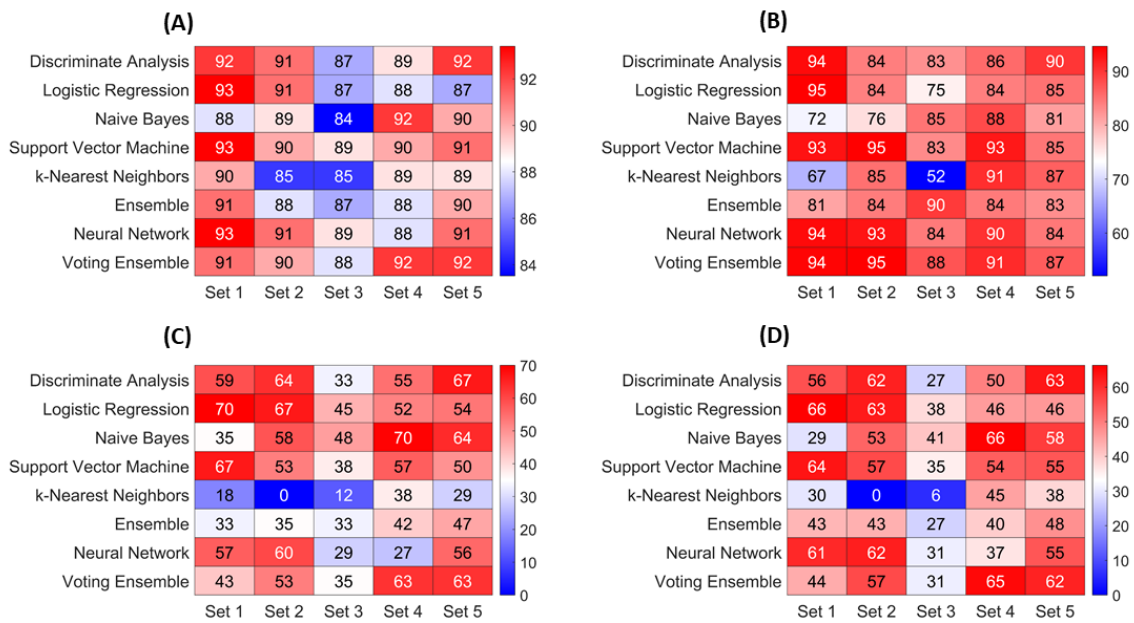 (A)
Discriminate Analysis 92 91 87 89 92
Logistic Regression 93 91 87 88 87
Naive Bayes 88 89 84 92 90
Support Vector Machine 93 90 89 90 91
k-Nearest Neighbors 90 85 85 89 89
Ensemble 91 88 87 88 90
Neural Network 93 91 89 88 91
Voting Ensemble 91 90 88 92 92
Set 1 Set 2 Set 3 Set 4 Set 5
92
90
88
86
84
(B)
Discriminate Analysis 94 84 83 86 90
Logistic Regression 95 84 75 84 85
Naive Bayes 72 76 85 88 81
Support Vector Machine 93 95 83 93 85
k-Nearest Neighbors 67 85 52 91 87
Ensemble 81 84 90 84 83
Neural Network 94 93 84 90 84
Voting Ensemble 94 95 88 91 87
Set 1 Set 2 Set 3 Set 4 Set 5
90
80
70
60
(C)
Discriminate Analysis 59 64 33 55 67
Logistic Regression 70 67 45 52 54
Naive Bayes 35 58 48 70 64
Support Vector Machine 67 53 38 57 50
k-Nearest Neighbors 18 0 12 38 29
Ensemble 33 35 33 42 47
Neural Network 57 60 29 27 56
Voting Ensemble 43 53 35 63 63
Set 1 Set 2 Set 3 Set 4 Set 5
70
60
50
40
30
20
10
0
(D)
Discriminate Analysis 56 62 27 50 63
Logistic Regression 66 63 38 46 46
Naive Bayes 29 53 41 66 58
Support Vector Machine 64 57 35 54 55
k-Nearest Neighbors 30 0 6 45 38
Ensemble 43 43 27 40 48
Neural Network 61 62 31 37 55
Voting Ensemble 44 57 31 65 62
Set 1 Set 2 Set 3 Set 4 Set 5
60
50
40
30
20
10
0